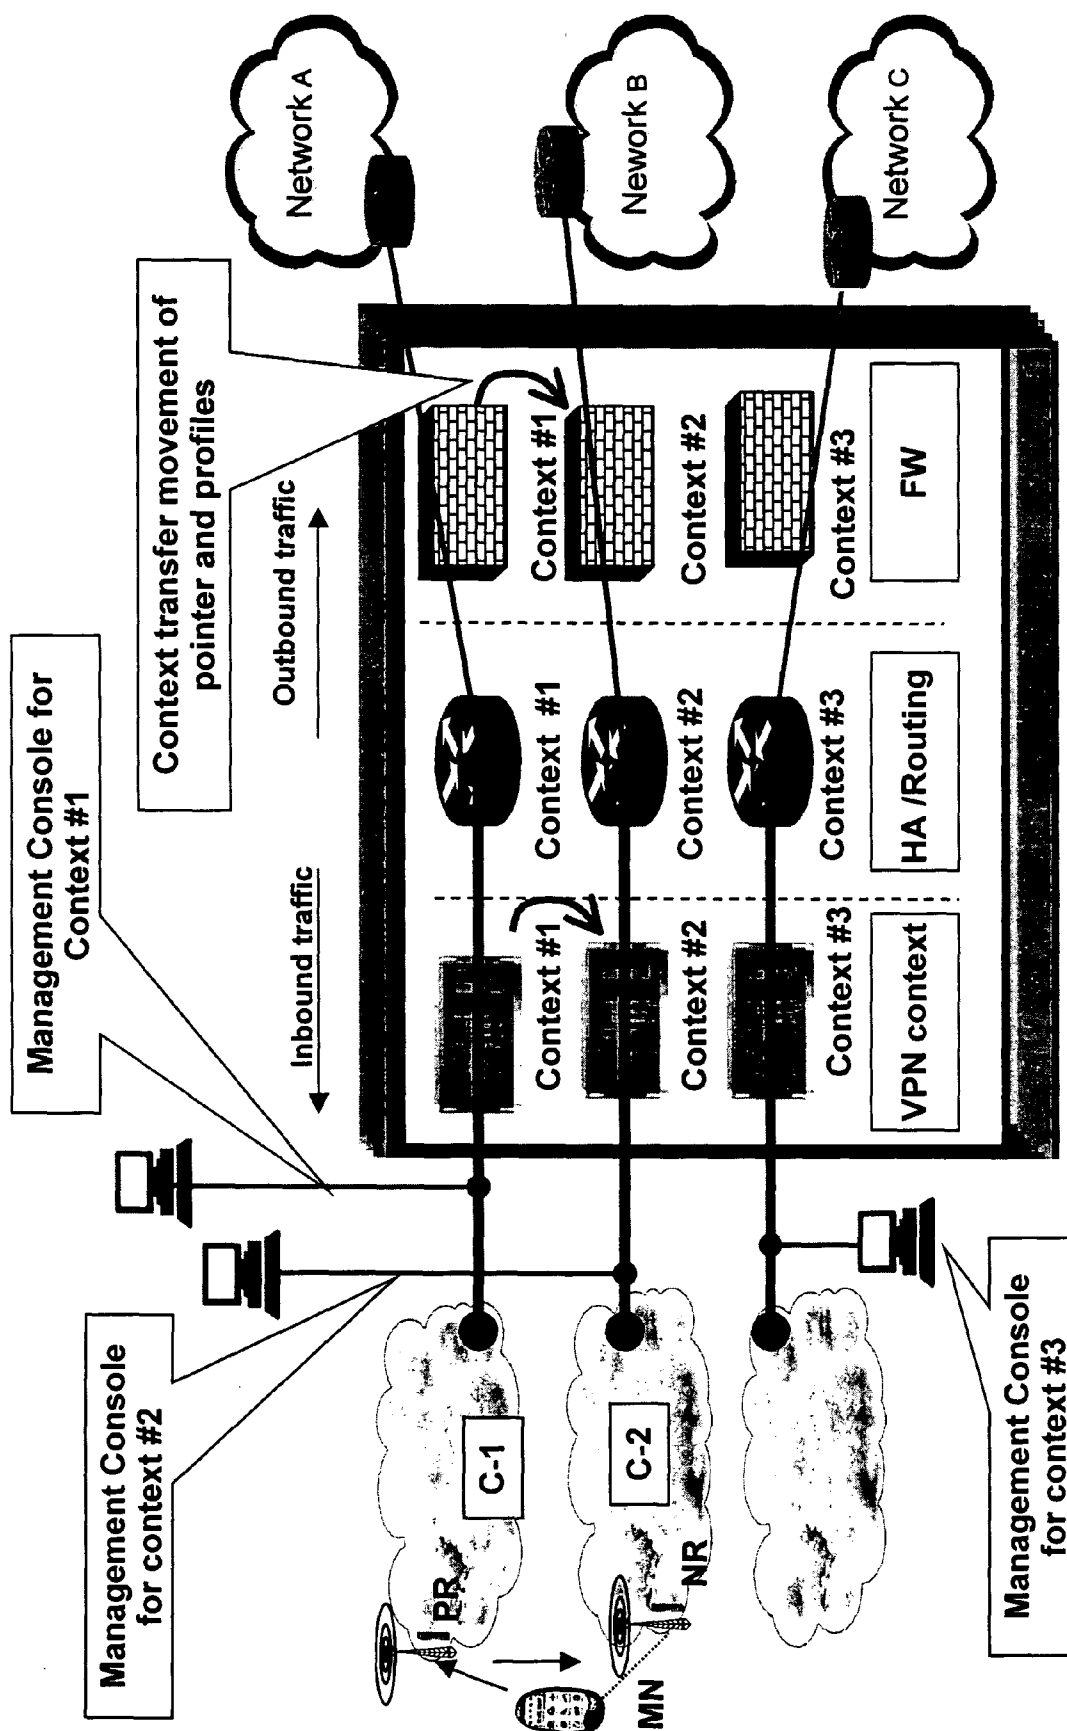 Management Console for
Context #1
Context transfer movement of
pointer and profiles
Management Console
for context #2
Inbound traffic
Outbound traffic
Network A
Nework B
Network C
PR
C-1
Context #1
Context #1
Context #1
MN
NR
C-2
Context #2
Context #2
Context #2
Context #3
Context #3
Context #3
VPN context
HA /Routing
FW
Management Console
for context #3